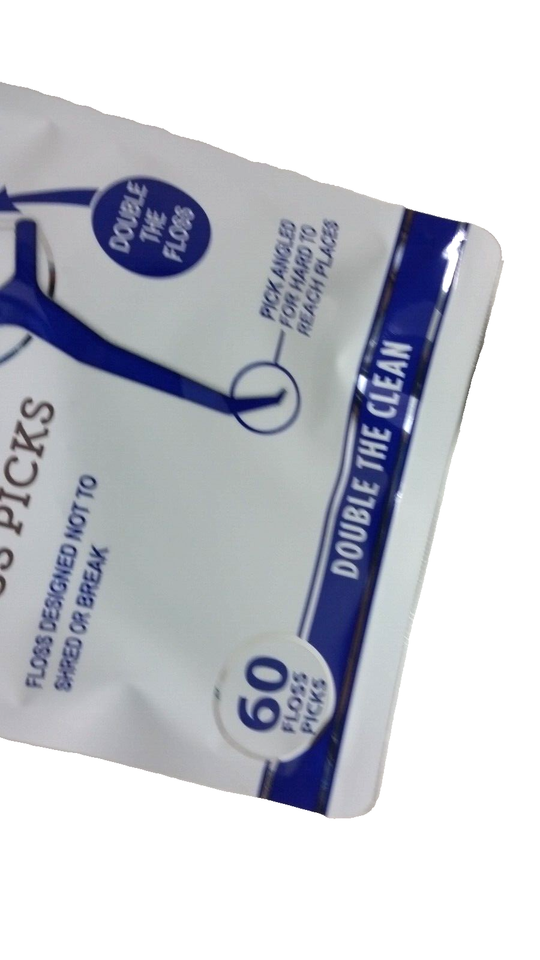 DOUBLE
THE
FLOSS
PICK ANGLED
FOR HARD TO
REACH PLACES
PICKS
FLOSS DESIGNED NOT TO
SHRED OR BREAK
DOUBLE THE CLEAN
60
FLOSS
PICKS